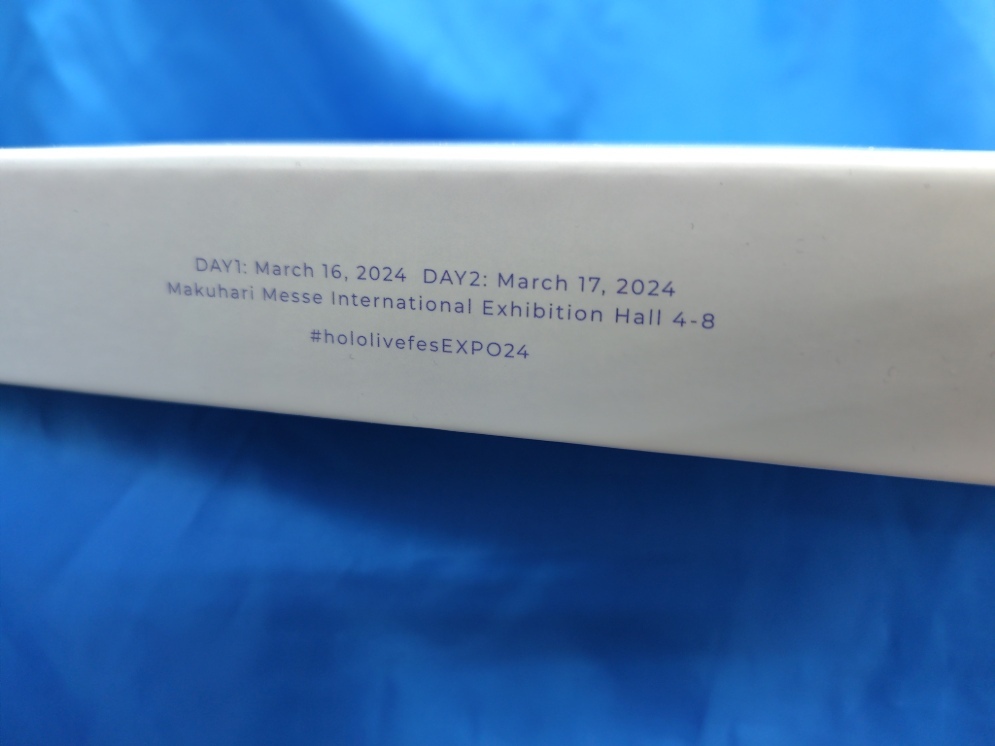 DAY1: March 16, 2024 DAY2: March 17, 2024
Makuhari Messe International Exhibition Hall 4-8
#hololivefesEXPO24